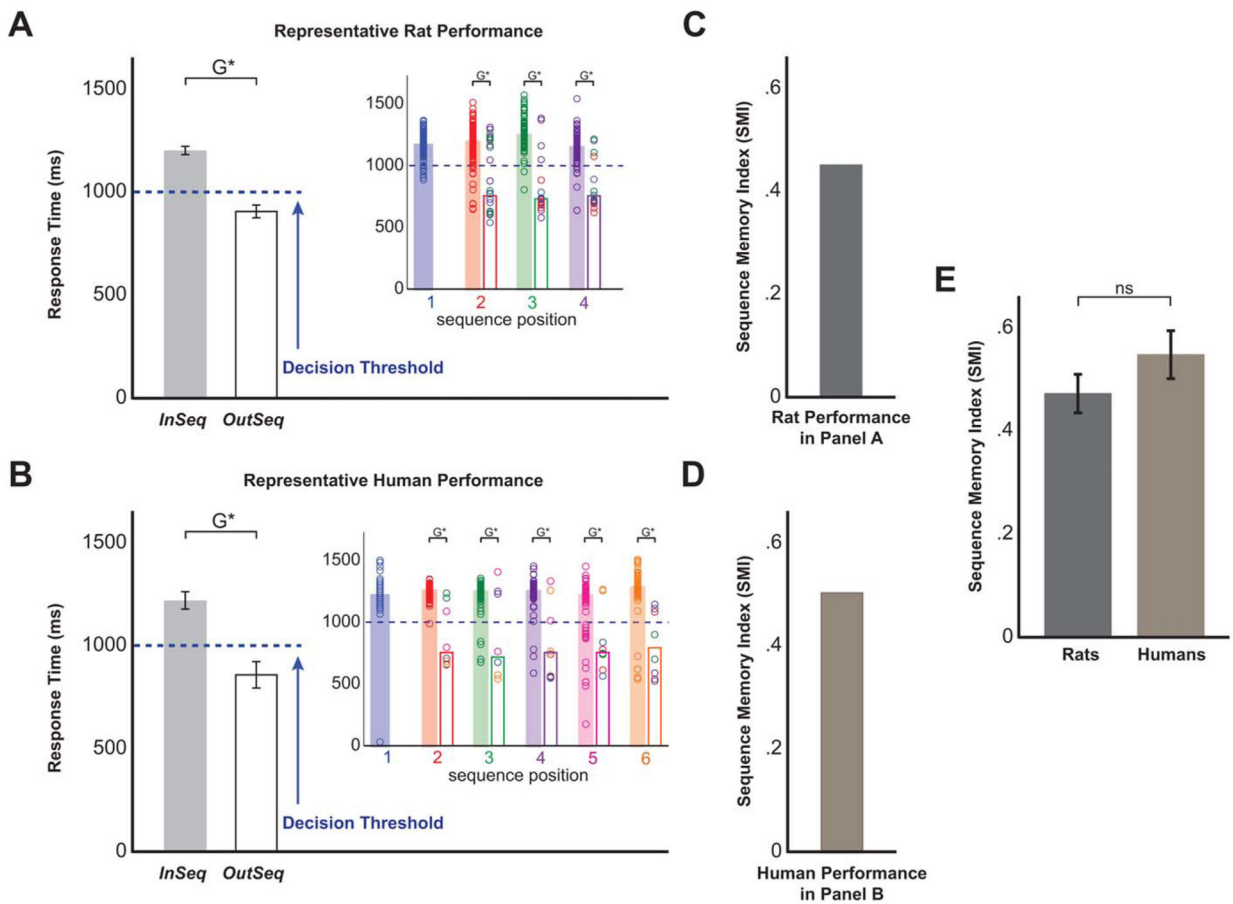 A
Representative Rat Performance
Response Time (ms)
1500
1000
500
0
G*
InSeq
OutSeq
Decision Threshold
1500
1000
500
0
G*
G*
G*
1
2
3
4
sequence position
B
Representative Human Performance
Response Time (ms)
1500
1000
500
0
G*
InSeq
OutSeq
Decision Threshold
1500
1000
500
0
G*
G*
G*
G*
G*
1
2
3
4
5
6
sequence position
C
Sequence Memory Index (SMI)
.6
.4
.2
0
Rat Performance
in Panel A
D
Sequence Memory Index (SMI)
.6
.4
.2
0
Human Performance
in Panel B
E
Sequence Memory Index (SMI)
.6
.4
.2
0
ns
Rats
Humans